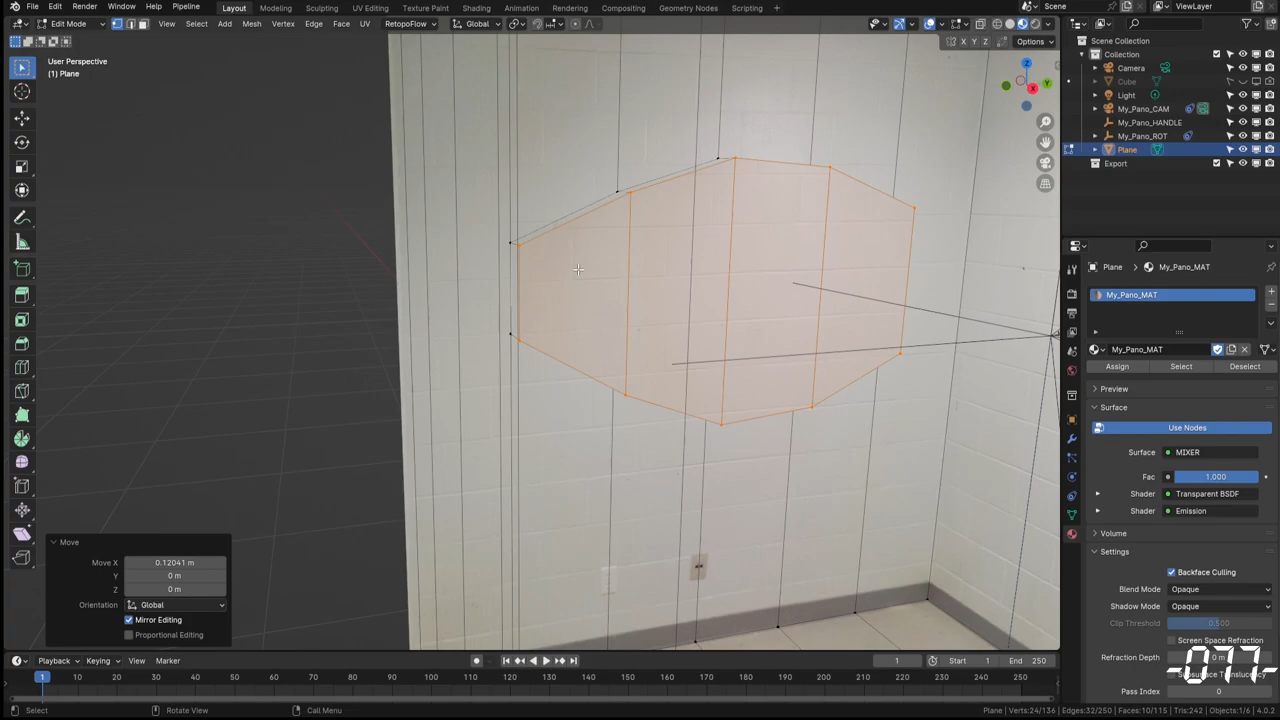 File Edit Render Window Help Layout Modeling Sculpting UV Editing Texture Paint Shading Animation Rendering Compositing Geometry Nodes Scripting + Scene ViewLayer
Edit Mode View Select Add Mesh Vertex Edge Face UV RetopoFlow Global
X Y Z Options
User Perspective
(1) Plane
Z
Y
X
Scene Collection
Collection
Camera
Cube
Light
My_Pano_CAM
My_Pano_HANDLE
My_Pano_ROT
Plane
Export
Plane > My_Pano_MAT
My_Pano_MAT
My_Pano_MAT
Assign Select Deselect
Preview
Surface
Use Nodes
Surface MIXER
Fac 1.000
Shader Transparent BSDF
Shader Emission
Volume
Settings
Backface Culling
Blend Mode Opaque
Shadow Mode Opaque
Clip Threshold 0.500
Screen Space Refraction
Refraction Depth 0 m
Subsurface Translucency
Pass Index 0
-077-
Move
Move X 0.12041 m
Y 0 m
Z 0 m
Orientation Global
Mirror Editing
Proportional Editing
Playback Keying View Marker 1 Start 1 End 250
1 10 20 30 40 50 60 70 80 90 100 110 120 130 140 150 160 170 180 190 200 210 220 230 240 250
Select Rotate View Call Menu Plane | Verts:24/136 | Edges:32/250 | Faces:10/115 | Tris:242 | Objects:1/6 | 4.0.2